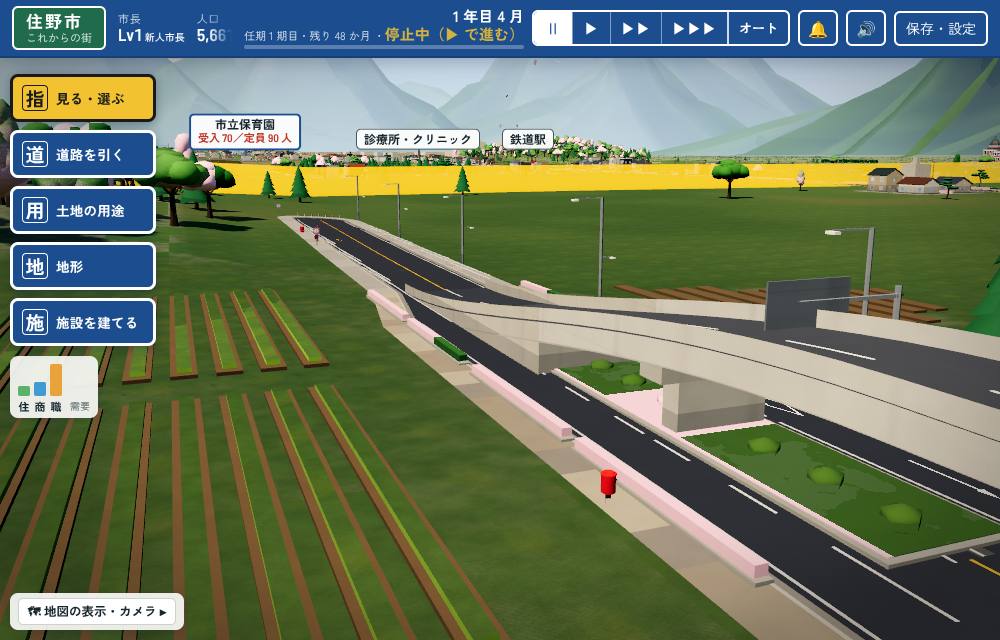 住野市
これからの街
市長
Lv1 新人市長
人口
5,66
任期1期目・残り 48 か月 ・停止中（▶ で進む）
1年目4月
オート
保存・設定
指 見る・選ぶ
道 道路を引く
用 土地の用途
地 地形
施 施設を建てる
住 商 職 需要
市立保育園
受入70／定員90人
診療所・クリニック
鉄道駅
地図の表示・カメラ ▸